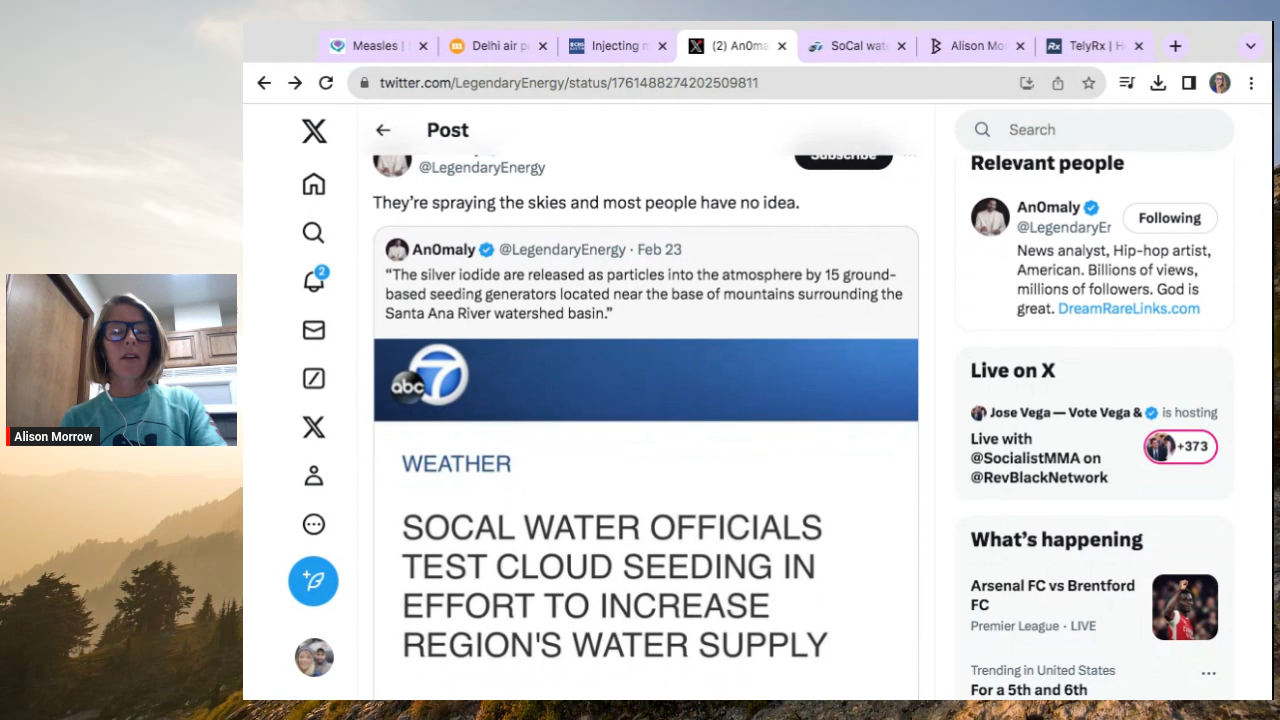 Measles |
Delhi air p
Injecting m
(2) An0ma
SoCal wat
Alison Mo
TelyRx | H
twitter.com/LegendaryEnergy/status/1761488274202509811
Post
Search
@LegendaryEnergy
Subscribe
They're spraying the skies and most people have no idea.
An0maly @LegendaryEnergy · Feb 23
“The silver iodide are released as particles into the atmosphere by 15 ground-
based seeding generators located near the base of mountains surrounding the
Santa Ana River watershed basin.”
abc 7
WEATHER
SOCAL WATER OFFICIALS
TEST CLOUD SEEDING IN
EFFORT TO INCREASE
REGION'S WATER SUPPLY
2
Relevant people
An0maly
@LegendaryEr
Following
News analyst, Hip-hop artist,
American. Billions of views,
millions of followers. God is
great. DreamRareLinks.com
Live on X
Jose Vega — Vote Vega & is hosting
Live with
@SocialistMMA on
@RevBlackNetwork
+373
What's happening
Arsenal FC vs Brentford
FC
Premier League · LIVE
Trending in United States
For a 5th and 6th
Alison Morrow